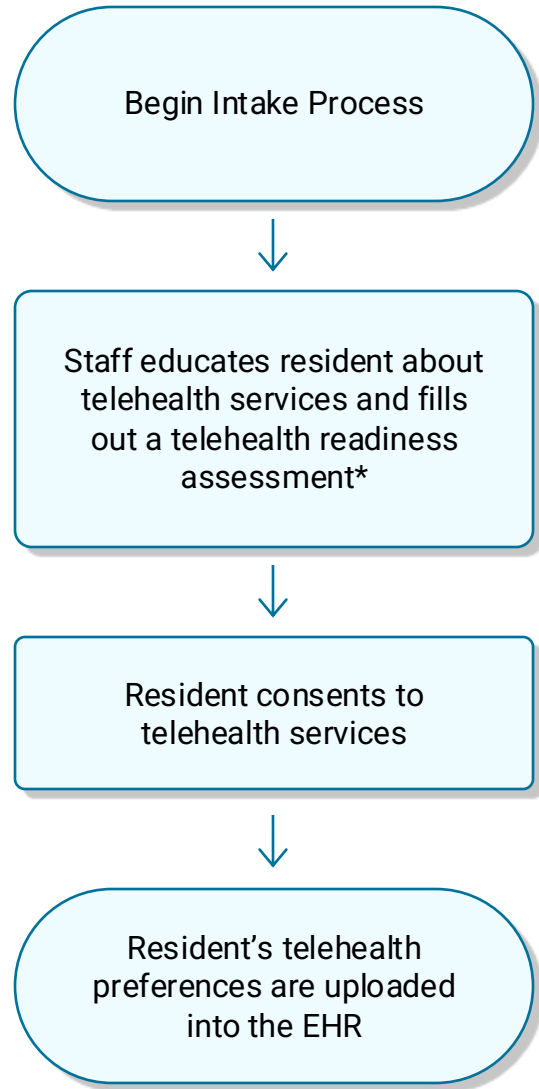 Begin Intake Process
Staff educates resident about
telehealth services and fills
out a telehealth readiness
assessment*
Resident consents to
telehealth services
Resident’s telehealth
preferences are uploaded
into the EHR